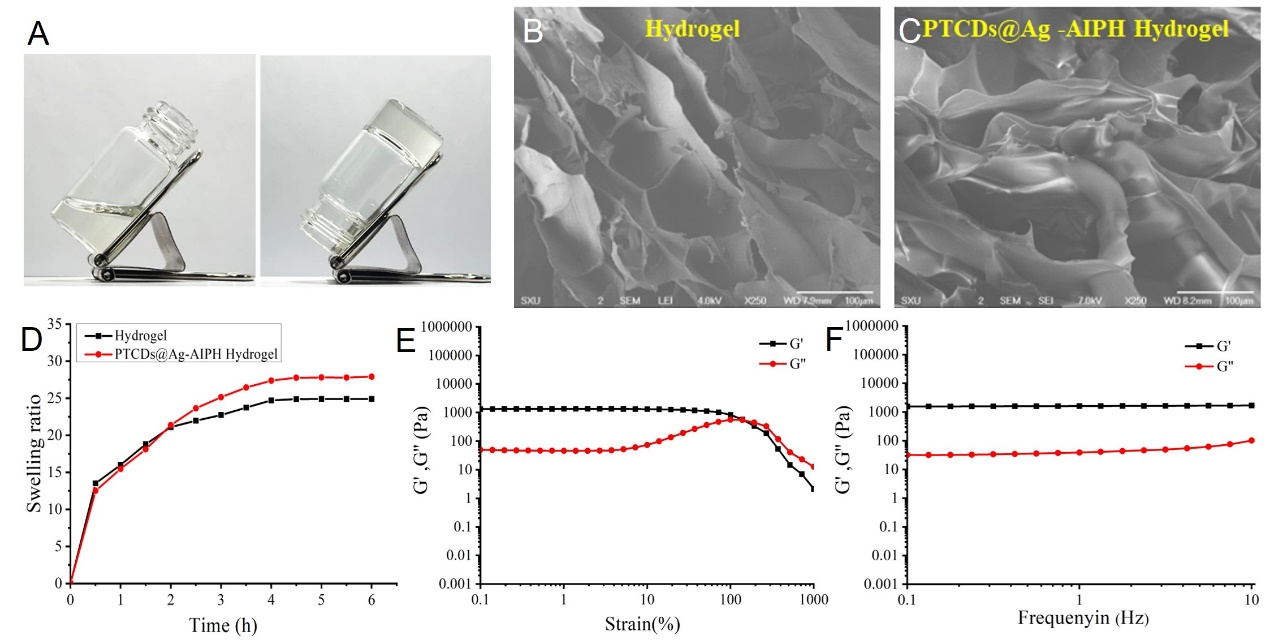 A
B
Hydrogel
SXU 2 SEM LEI 4.0kV X250 WD 7.9mm 100μm
C
PTCDs@Ag -AIPH Hydrogel
SXU 2 SEM SEI 7.0kV X250 WD 8.2mm 100μm
D
Hydrogel
PTCDs@Ag-AIPH Hydrogel
35
30
25
20
15
10
5
0
Swelling ratio
0 1 2 3 4 5 6
Time (h)
E
G'
G''
1000000
100000
10000
1000
100
10
1
0.1
0.01
0.001
G' ,G'' (Pa)
0.1 1 10 100 1000
Strain(%)
F
G'
G''
1000000
100000
10000
1000
100
10
1
0.1
0.01
0.001
G' ,G'' (Pa)
0.1 1 10
Frequenyin (Hz)